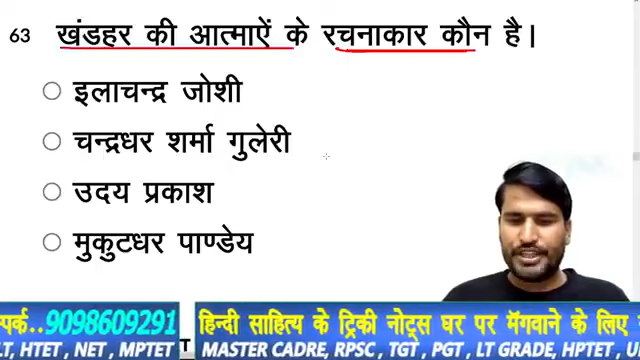 63 खंडहर की आत्माऐं के रचनाकार कौन है।
इलाचन्द्र जोशी
चन्द्रधर शर्मा गुलेरी
उदय प्रकाश
मुकुटधर पाण्डेय
म्पर्क..9098609291
हिन्दी साहित्य के ट्रिकी नोट्स घर पर मॅगवाने के लिए
LT, HTET , NET , MPTET
MASTER CADRE, RPSC , TGT , PGT , LT GRADE, HPTET , U